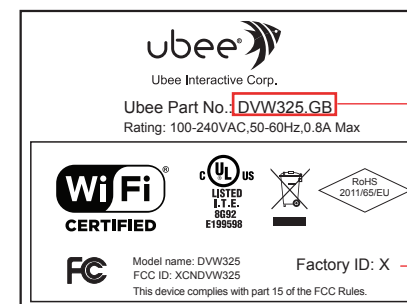 ubee
Ubee Interactive Corp.
Ubee Part No.: DVW325.GB
Rating: 100-240VAC,50-60Hz,0.8A Max
Wi Fi
CERTIFIED
c UL US
LISTED
I.T.E.
8G92
E199598
RoHS
2011/65/EU
FC
Model name: DVW325
FCC ID: XCNDVW325
Factory ID: X
This device complies with part 15 of the FCC Rules.